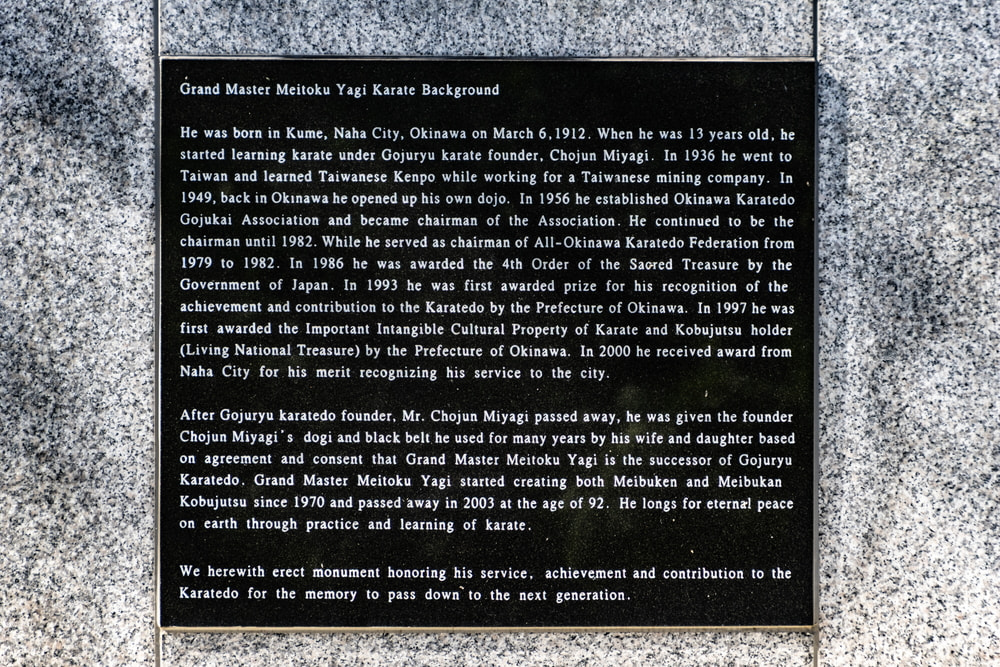 Grand Master Meitoku Yagi Karate Background
He was born in Kume, Naha City, Okinawa on March 6,1912. When he was 13 years old, he
started learning karate under Gojuryu karate founder, Chojun Miyagi. In 1936 he went to
Taiwan and learned Taiwanese Kenpo while working for a Taiwanese mining company. In
1949, back in Okinawa he opened up his own dojo. In 1956 he established Okinawa Karatedo
Gojukai Association and became chairman of the Association. He continued to be the
chairman until 1982. While he served as chairman of All-Okinawa Karatedo Federation from
1979 to 1982. In 1986 he was awarded the 4th Order of the Sacred Treasure by the
Government of Japan. In 1993 he was first awarded prize for his recognition of the
achievement and contribution to the Karatedo by the Prefecture of Okinawa. In 1997 he was
first awarded the Important Intangible Cultural Property of Karate and Kobujutsu holder
(Living National Treasure) by the Prefecture of Okinawa. In 2000 he received award from
Naha City for his merit recognizing his service to the city.
After Gojuryu karatedo founder, Mr. Chojun Miyagi passed away, he was given the founder
Chojun Miyagi's dogi and black belt he used for many years by his wife and daughter based
on agreement and consent that Grand Master Meitoku Yagi is the successor of Gojuryu
Karatedo. Grand Master Meitoku Yagi started creating both Meibuken and Meibukan
Kobujutsu since 1970 and passed away in 2003 at the age of 92. He longs for eternal peace
on earth through practice and learning of karate.
We herewith erect monument honoring his service, achievement and contribution to the
Karatedo for the memory to pass down to the next generation.